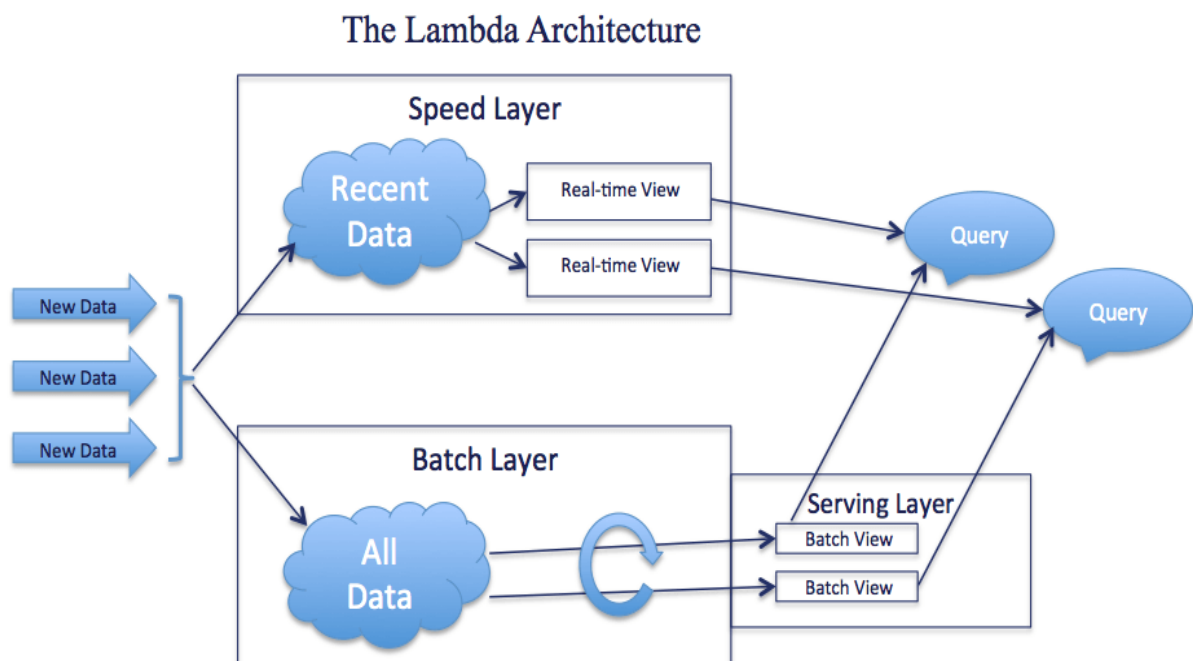 The Lambda Architecture
Speed Layer
Recent
Data
Real-time View
Real-time View
Query
Query
New Data
New Data
New Data
Batch Layer
All
Data
Serving Layer
Batch View
Batch View